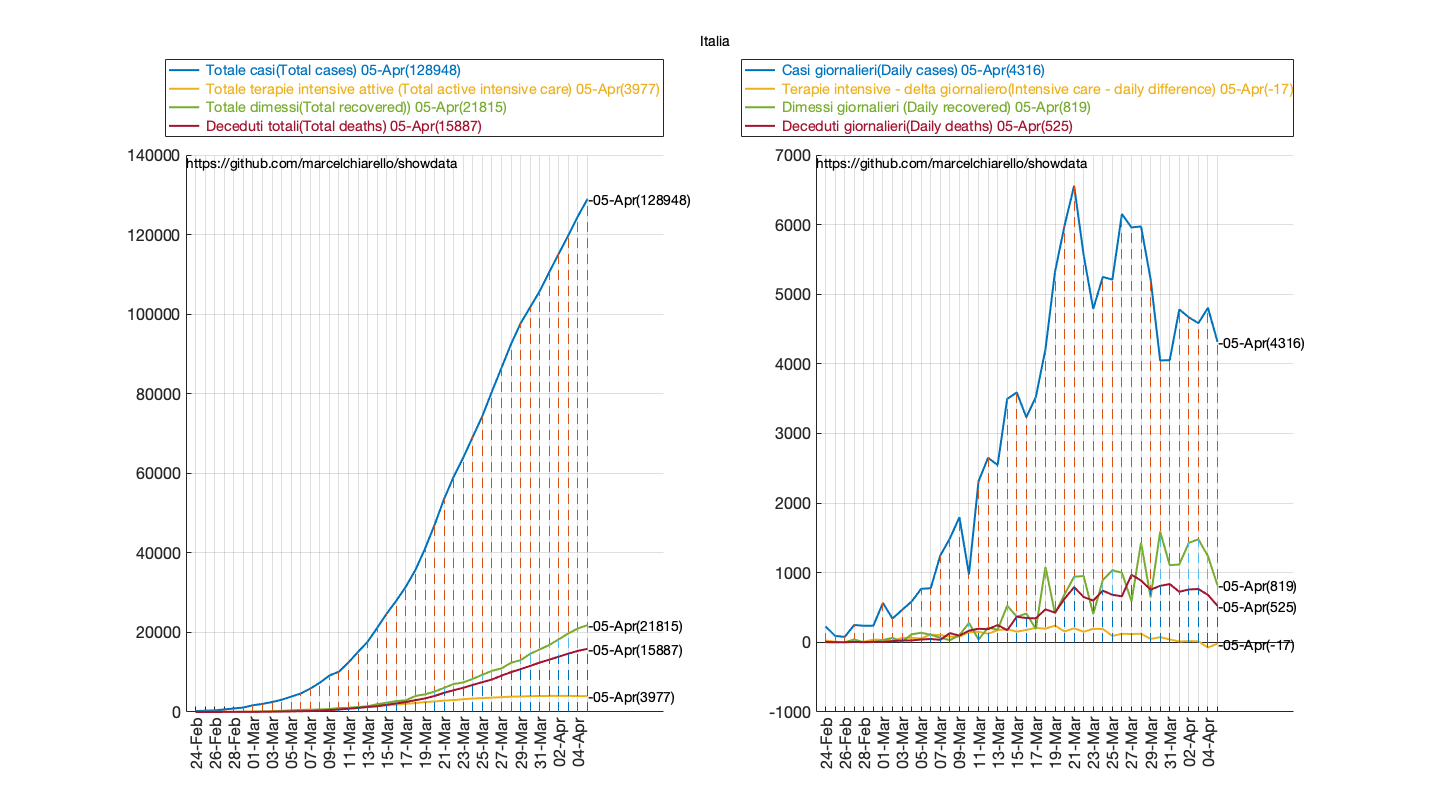 Italia
Totale casi(Total cases) 05-Apr(128948)
Totale terapie intensive attive (Total active intensive care) 05-Apr(3977)
Totale dimessi(Total recovered)) 05-Apr(21815)
Deceduti totali(Total deaths) 05-Apr(15887)
https://github.com/marcelchiarello/showdata
140000
120000
100000
80000
60000
40000
20000
0
-05-Apr(128948)
-05-Apr(21815)
-05-Apr(15887)
-05-Apr(3977)
24-Feb
26-Feb
28-Feb
01-Mar
03-Mar
05-Mar
07-Mar
09-Mar
11-Mar
13-Mar
15-Mar
17-Mar
19-Mar
21-Mar
23-Mar
25-Mar
27-Mar
29-Mar
31-Mar
02-Apr
04-Apr
Casi giornalieri(Daily cases) 05-Apr(4316)
Terapie intensive - delta giornaliero(Intensive care - daily difference) 05-Apr(-17)
Dimessi giornalieri (Daily recovered) 05-Apr(819)
Deceduti giornalieri(Daily deaths) 05-Apr(525)
https://github.com/marcelchiarello/showdata
7000
6000
5000
4000
3000
2000
1000
0
-1000
-05-Apr(4316)
-05-Apr(819)
-05-Apr(525)
-05-Apr(-17)
24-Feb
26-Feb
28-Feb
01-Mar
03-Mar
05-Mar
07-Mar
09-Mar
11-Mar
13-Mar
15-Mar
17-Mar
19-Mar
21-Mar
23-Mar
25-Mar
27-Mar
29-Mar
31-Mar
02-Apr
04-Apr